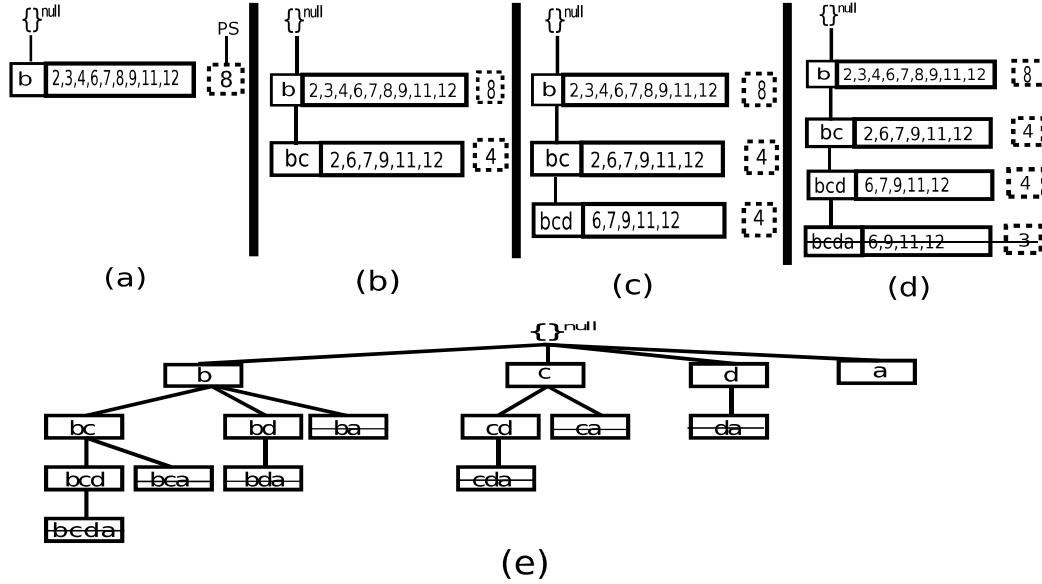 {}null
PS
b 2,3,4,6,7,8,9,11,12 8
(a)
{}null
b 2,3,4,6,7,8,9,11,12 8
bc 2,6,7,9,11,12 4
(b)
{}null
b 2,3,4,6,7,8,9,11,12 8
bc 2,6,7,9,11,12 4
bcd 6,7,9,11,12 4
(c)
{}null
b 2,3,4,6,7,8,9,11,12 8
bc 2,6,7,9,11,12 4
bcd 6,7,9,11,12 4
bcda 6,9,11,12 3
(d)
{}null
b c d a
bc bd ba cd ca da
bcd bca bda cda
bcda
(e)